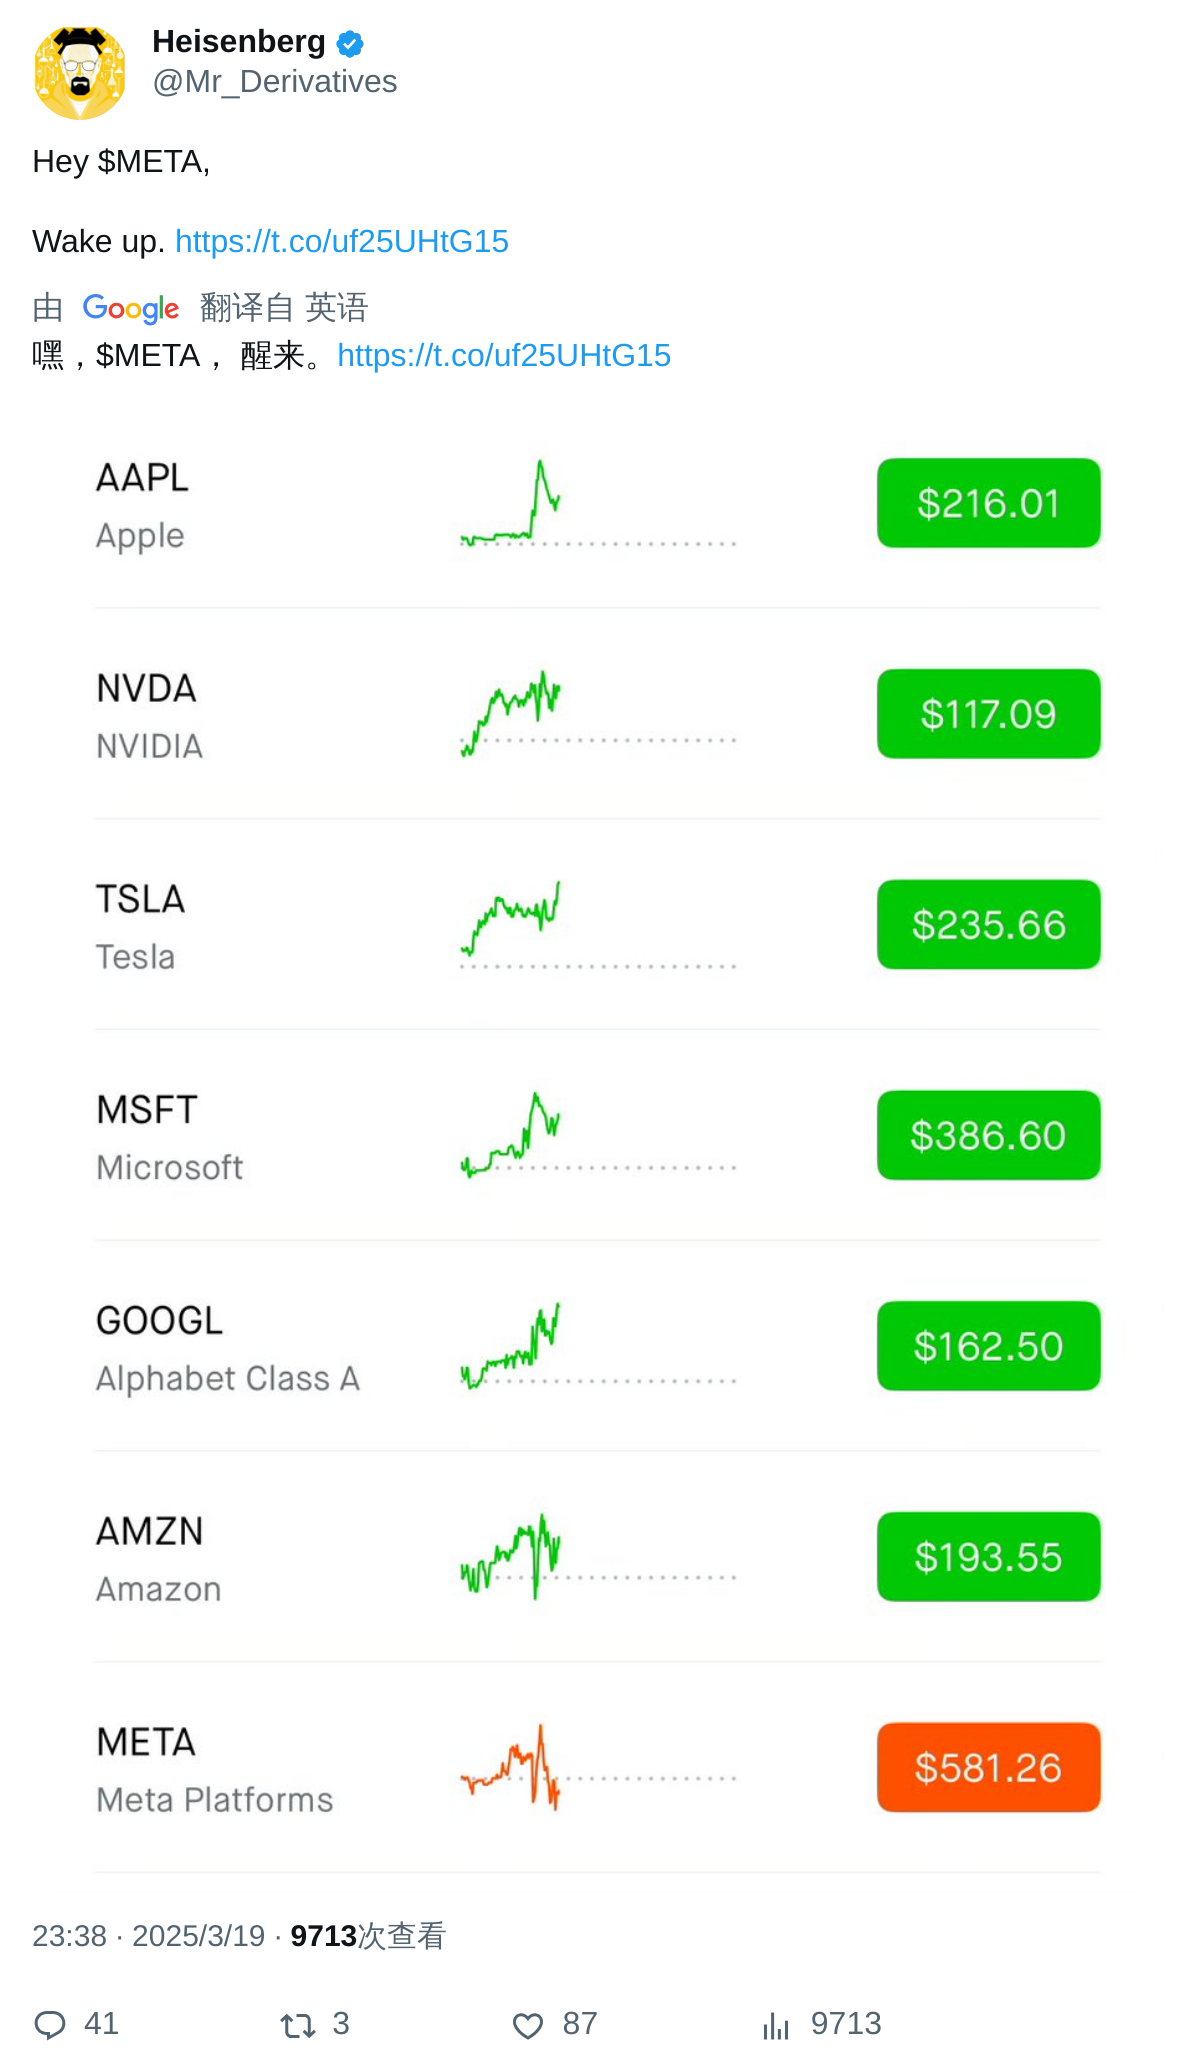 Heisenberg
@Mr_Derivatives
Hey $META,
Wake up. https://t.co/uf25UHtG15
由 Google 翻译自 英语
嘿，$META， 醒来。https://t.co/uf25UHtG15
AAPL
Apple
$216.01
NVDA
NVIDIA
$117.09
TSLA
Tesla
$235.66
MSFT
Microsoft
$386.60
GOOGL
Alphabet Class A
$162.50
AMZN
Amazon
$193.55
META
Meta Platforms
$581.26
23:38 · 2025/3/19 · 9713次查看
41 3 87 9713